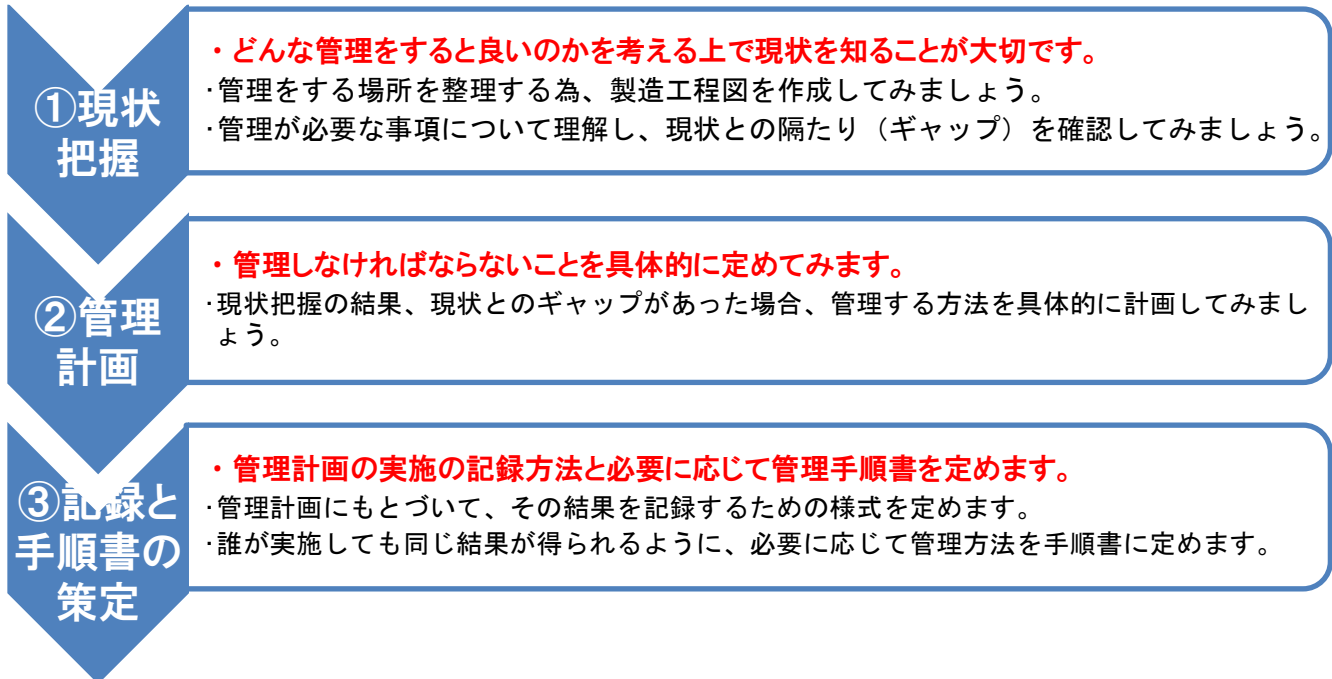 ①現状
把握
・どんな管理をすると良いのかを考える上で現状を知ることが大切です。
･管理をする場所を整理する為、製造工程図を作成してみましょう。
･管理が必要な事項について理解し、現状との隔たり（ギャップ）を確認してみましょう。
②管理
計画
・管理しなければならないことを具体的に定めてみます。
･現状把握の結果、現状とのギャップがあった場合、管理する方法を具体的に計画してみまし
ょう。
③記録と
手順書の
策定
・管理計画の実施の記録方法と必要に応じて管理手順書を定めます。
･管理計画にもとづいて、その結果を記録するための様式を定めます。
･誰が実施しても同じ結果が得られるように、必要に応じて管理方法を手順書に定めます。